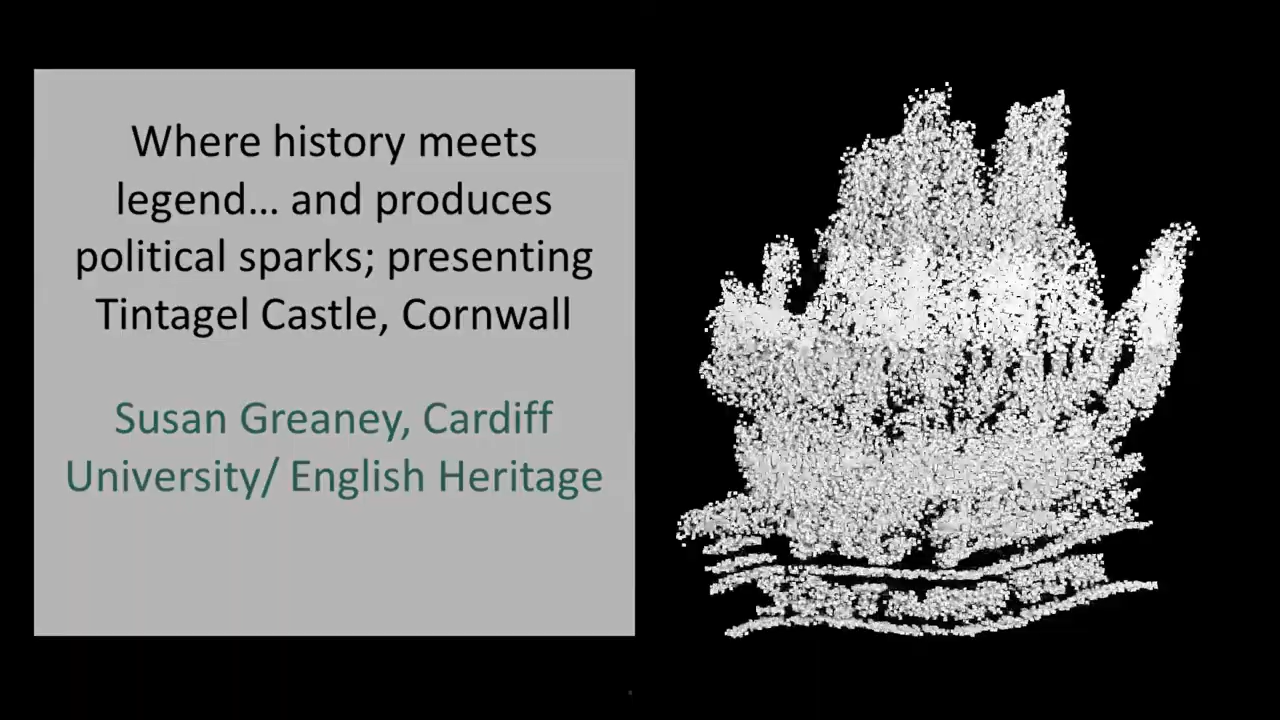 Where history meets
legend… and produces
political sparks; presenting
Tintagel Castle, Cornwall
Susan Greaney, Cardiff
University/ English Heritage